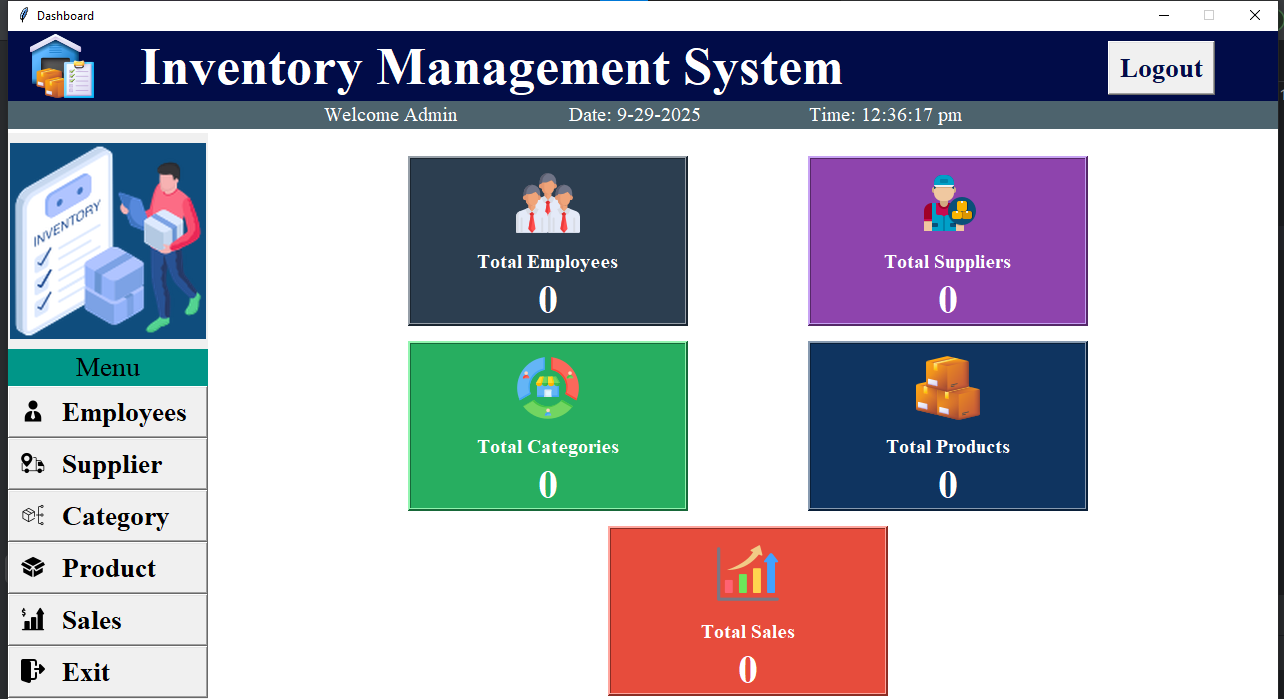 Dashboard
Inventory Management System
Logout
Welcome Admin Date: 9-29-2025 Time: 12:36:17 pm
INVENTORY
Menu
Employees
Supplier
Category
Product
Sales
Exit
Total Employees
0
Total Suppliers
0
Total Categories
0
Total Products
0
Total Sales
0